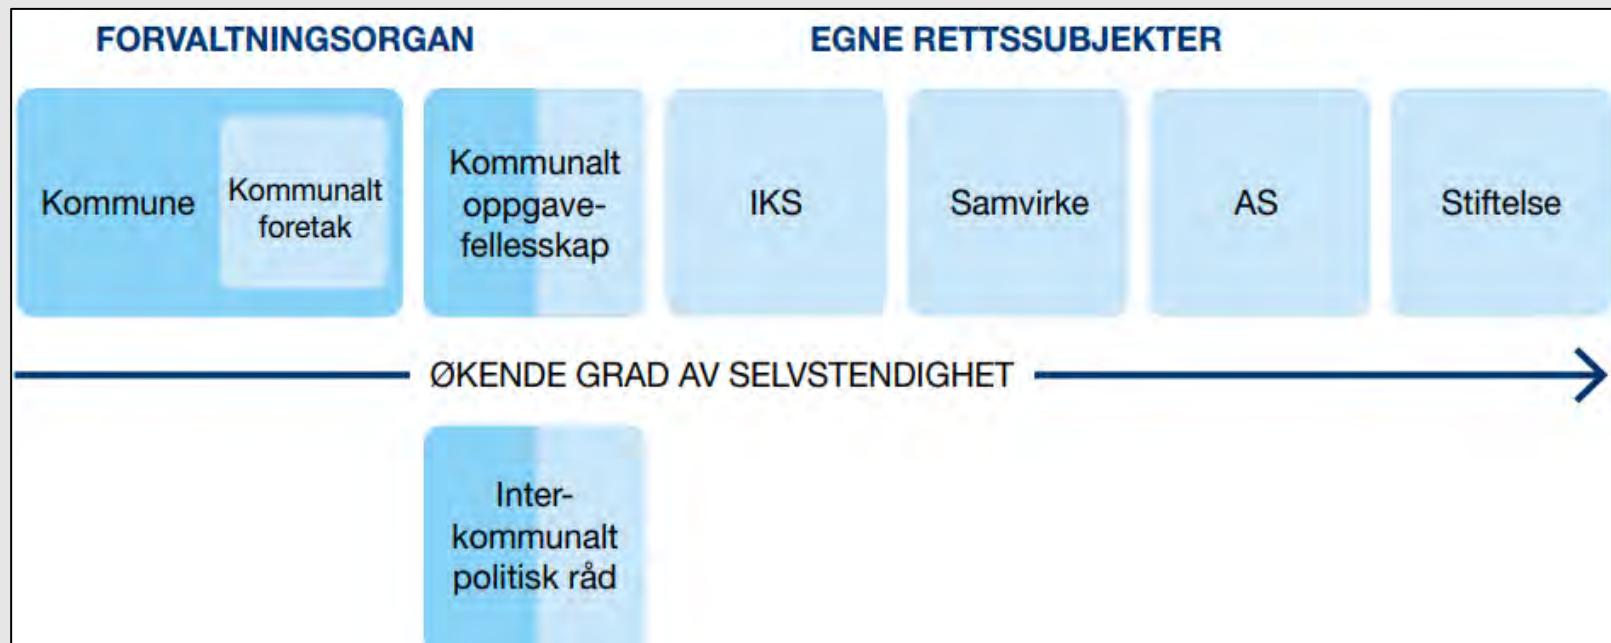 FORVALTNINGSORGAN
EGNE RETTSSUBJEKTER
Kommune
Kommunalt
foretak
Kommunalt
oppgave-
fellesskap
IKS
Samvirke
AS
Stiftelse
ØKENDE GRAD AV SELVSTENDIGHET
Inter-
kommunalt
politisk råd